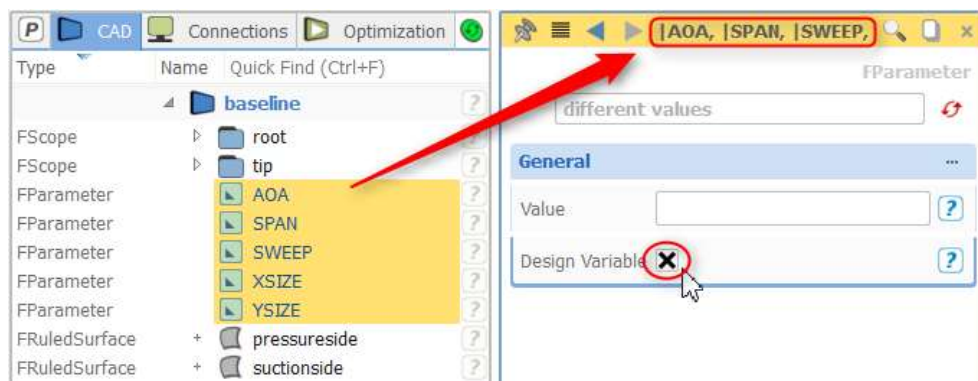 P CAD Connections Optimization
Type Name Quick Find (Ctrl+F)
baseline ?
FScope root ?
FScope tip ?
FParameter AOA ?
FParameter SPAN ?
FParameter SWEEP ?
FParameter XSIZE ?
FParameter YSIZE ?
FRuledSurface + pressureside ?
FRuledSurface + suctionside ?
|AOA, |SPAN, |SWEEP,
FParameter
different values
General ...
Value ?
Design Variable ?